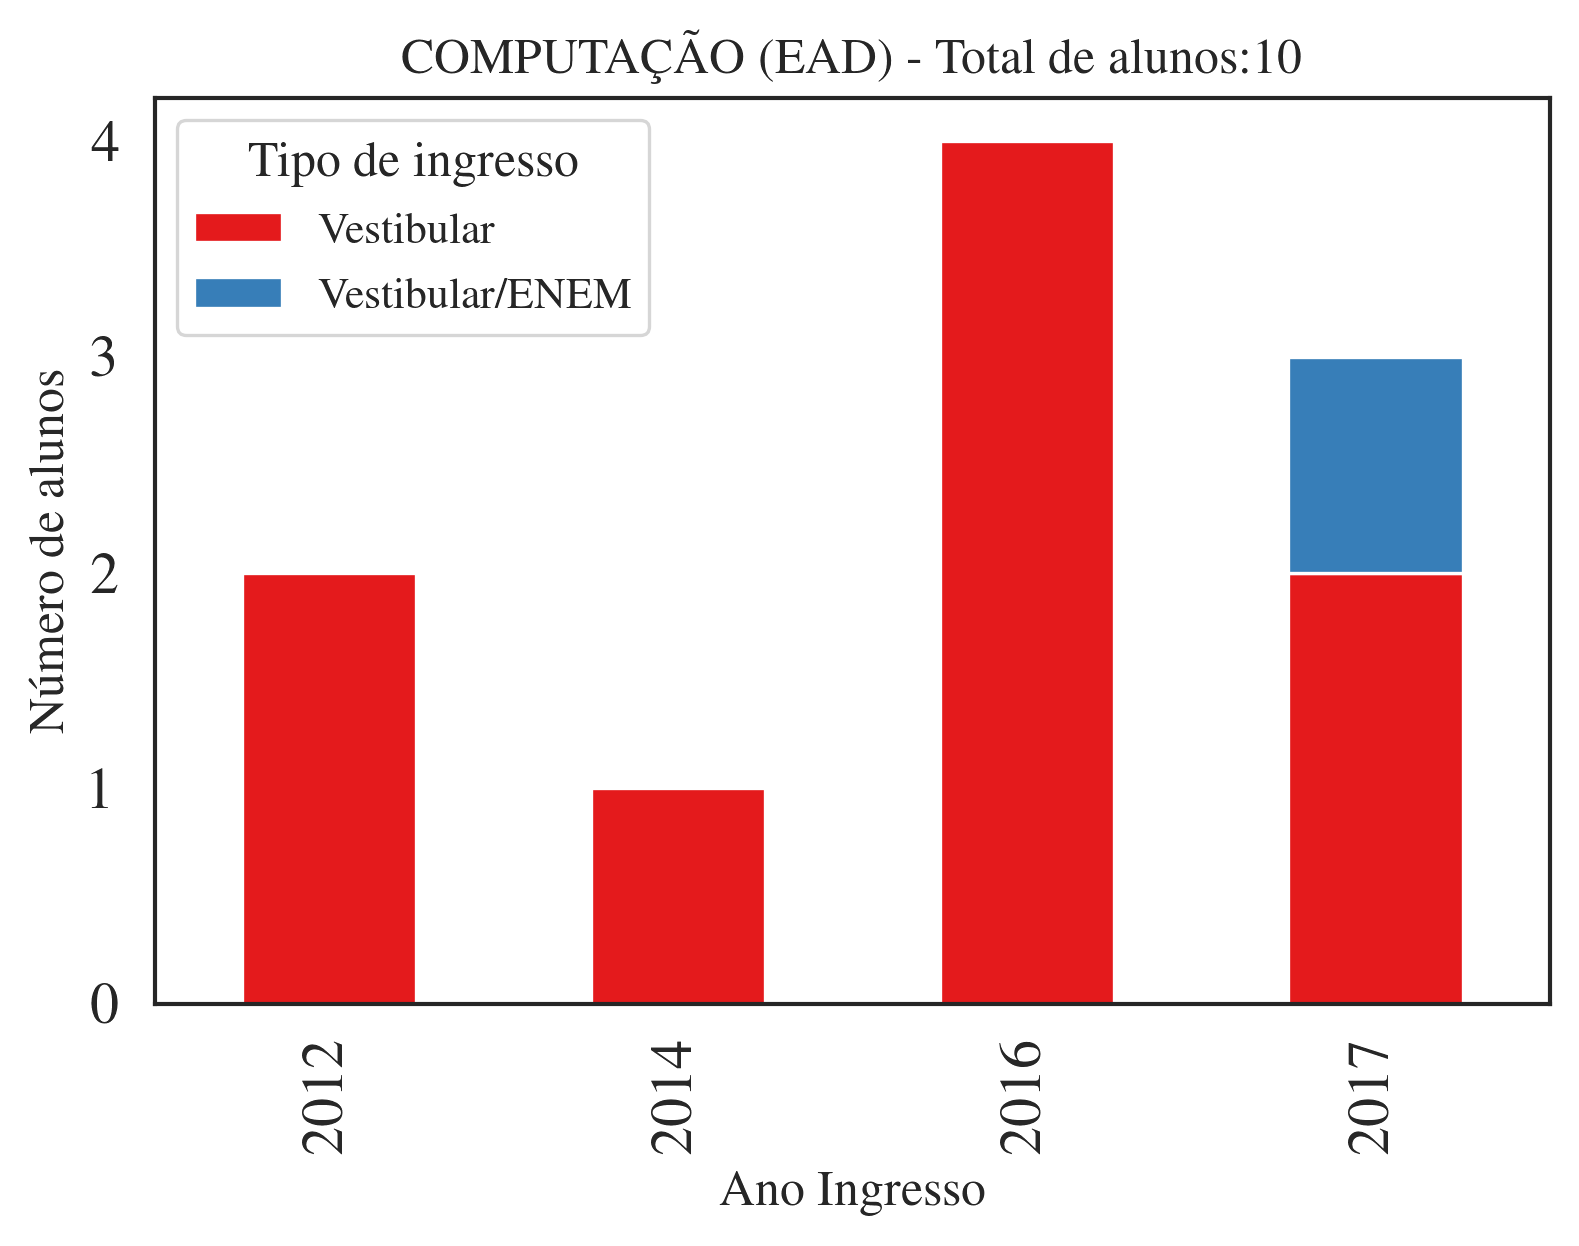 COMPUTAÇÃO (EAD) - Total de alunos:10
Tipo de ingresso
Vestibular
Vestibular/ENEM
Número de alunos
4
3
2
1
0
2012
2014
2016
2017
Ano Ingresso